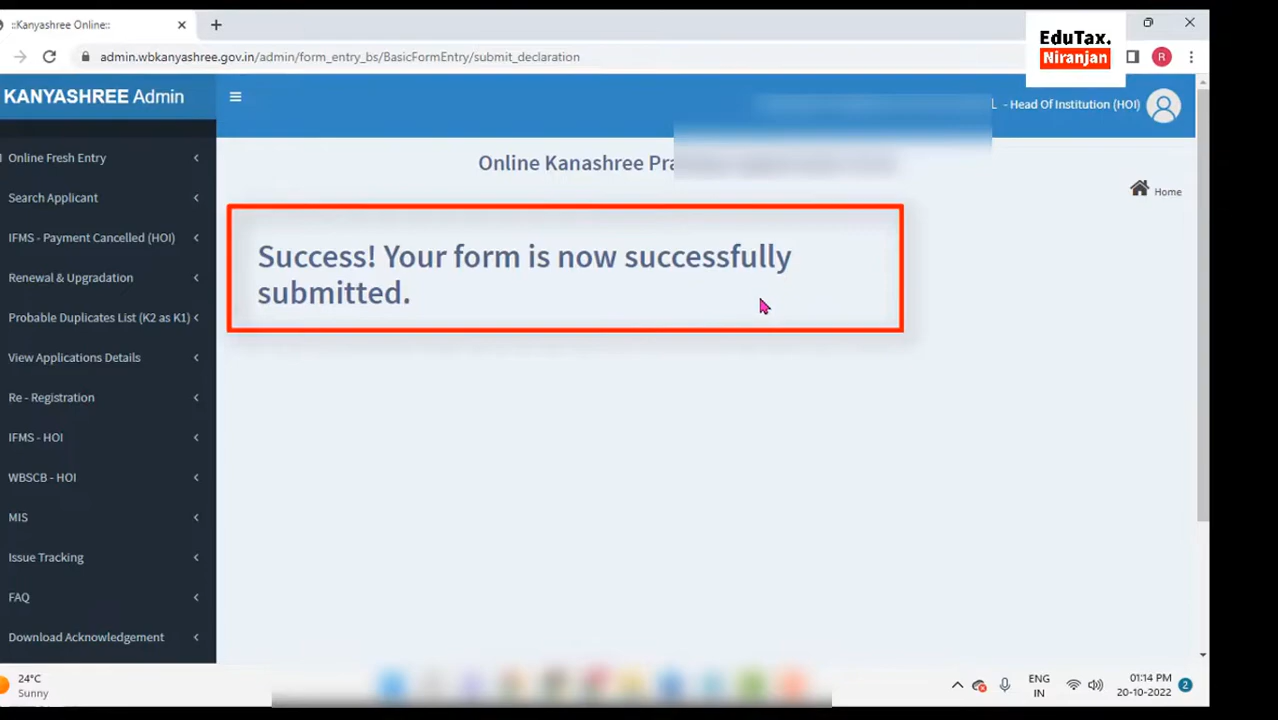 ::Kanyashree Online::
EduTax.
Niranjan
admin.wbkanyashree.gov.in/admin/form_entry_bs/BasicFormEntry/submit_declaration
R
KANYASHREE Admin
L - Head Of Institution (HOI)
Online Kanashree Pra
Home
Success! Your form is now successfully
submitted.
Online Fresh Entry
Search Applicant
IFMS - Payment Cancelled (HOI)
Renewal & Upgradation
Probable Duplicates List (K2 as K1)
View Applications Details
Re - Registration
IFMS - HOI
WBSCB - HOI
MIS
Issue Tracking
FAQ
Download Acknowledgement
24°C
Sunny
ENG
IN
01:14 PM
20-10-2022
2